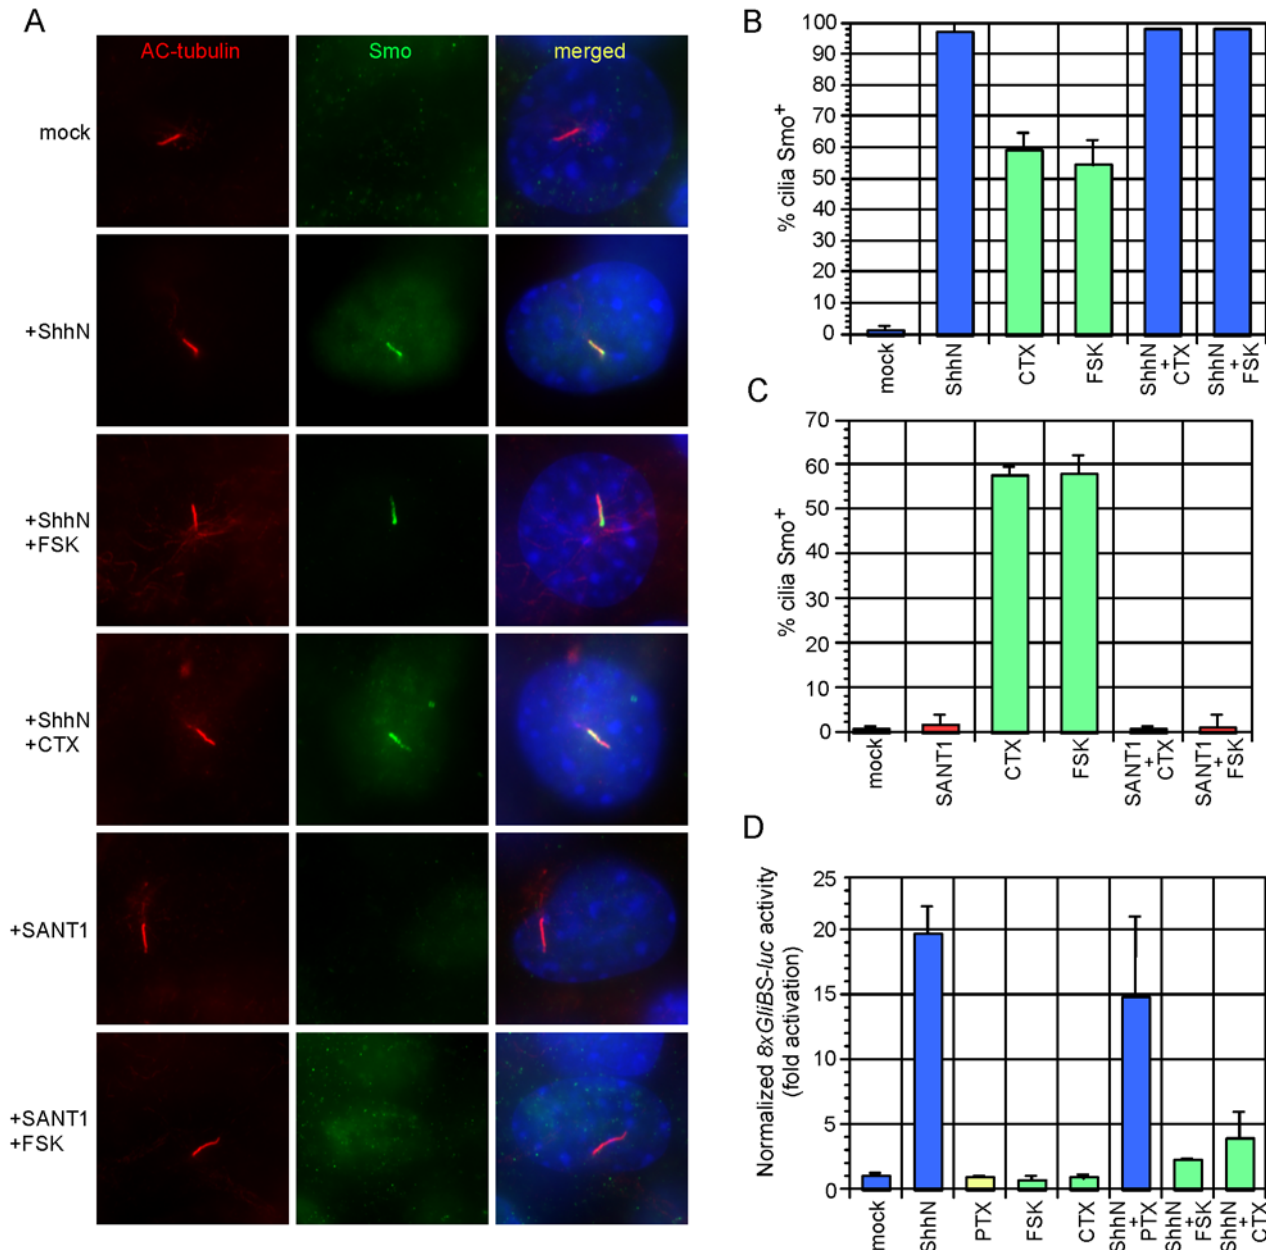 A
AC-tubulin
Smo
merged
mock
+ShhN
+ShhN
+FSK
+ShhN
+CTX
+SANT1
+SANT1
+FSK
B
% cilia Smo+
100
90
80
70
60
50
40
30
20
10
0
mock
ShhN
CTX
FSK
ShhN
+
CTX
ShhN
+
FSK
C
% cilia Smo+
70
60
50
40
30
20
10
0
mock
SANT1
CTX
FSK
SANT1
+
CTX
SANT1
+
FSK
D
Normalized 8xGliBS-luc activity
(fold activation)
25
20
15
10
5
0
mock
ShhN
PTX
FSK
CTX
ShhN
+
PTX
ShhN
+
FSK
ShhN
+
CTX